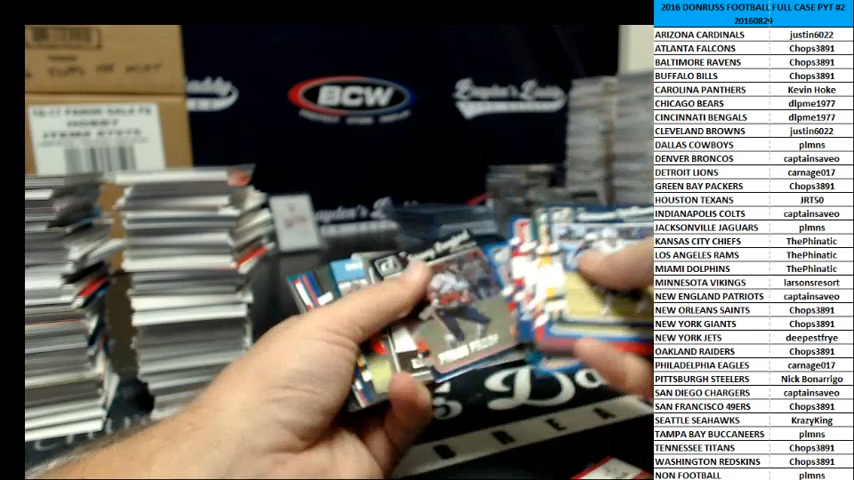 2016 DONRUSS FOOTBALL FULL CASE PYT #2
20160829
ARIZONA CARDINALS justin6022
ATLANTA FALCONS Chops3891
BALTIMORE RAVENS Chops3891
BUFFALO BILLS Chops3891
CAROLINA PANTHERS Kevin Hoke
CHICAGO BEARS dlpme1977
CINCINNATI BENGALS dlpme1977
CLEVELAND BROWNS justin6022
DALLAS COWBOYS plmns
DENVER BRONCOS captainsaveo
DETROIT LIONS carnage017
GREEN BAY PACKERS Chops3891
HOUSTON TEXANS JRT50
INDIANAPOLIS COLTS captainsaveo
JACKSONVILLE JAGUARS plmns
KANSAS CITY CHIEFS ThePhinatic
LOS ANGELES RAMS ThePhinatic
MIAMI DOLPHINS ThePhinatic
MINNESOTA VIKINGS larsonsresort
NEW ENGLAND PATRIOTS captainsaveo
NEW ORLEANS SAINTS Chops3891
NEW YORK GIANTS Chops3891
NEW YORK JETS deepestfrye
OAKLAND RAIDERS Chops3891
PHILADELPHIA EAGLES carnage017
PITTSBURGH STEELERS Nick Bonarrigo
SAN DIEGO CHARGERS captainsaveo
SAN FRANCISCO 49ERS Chops3891
SEATTLE SEAHAWKS KrazyKing
TAMPA BAY BUCCANEERS plmns
TENNESSEE TITANS Chops3891
WASHINGTON REDSKINS Chops3891
NON FOOTBALL plmns
BCW
HOBBY